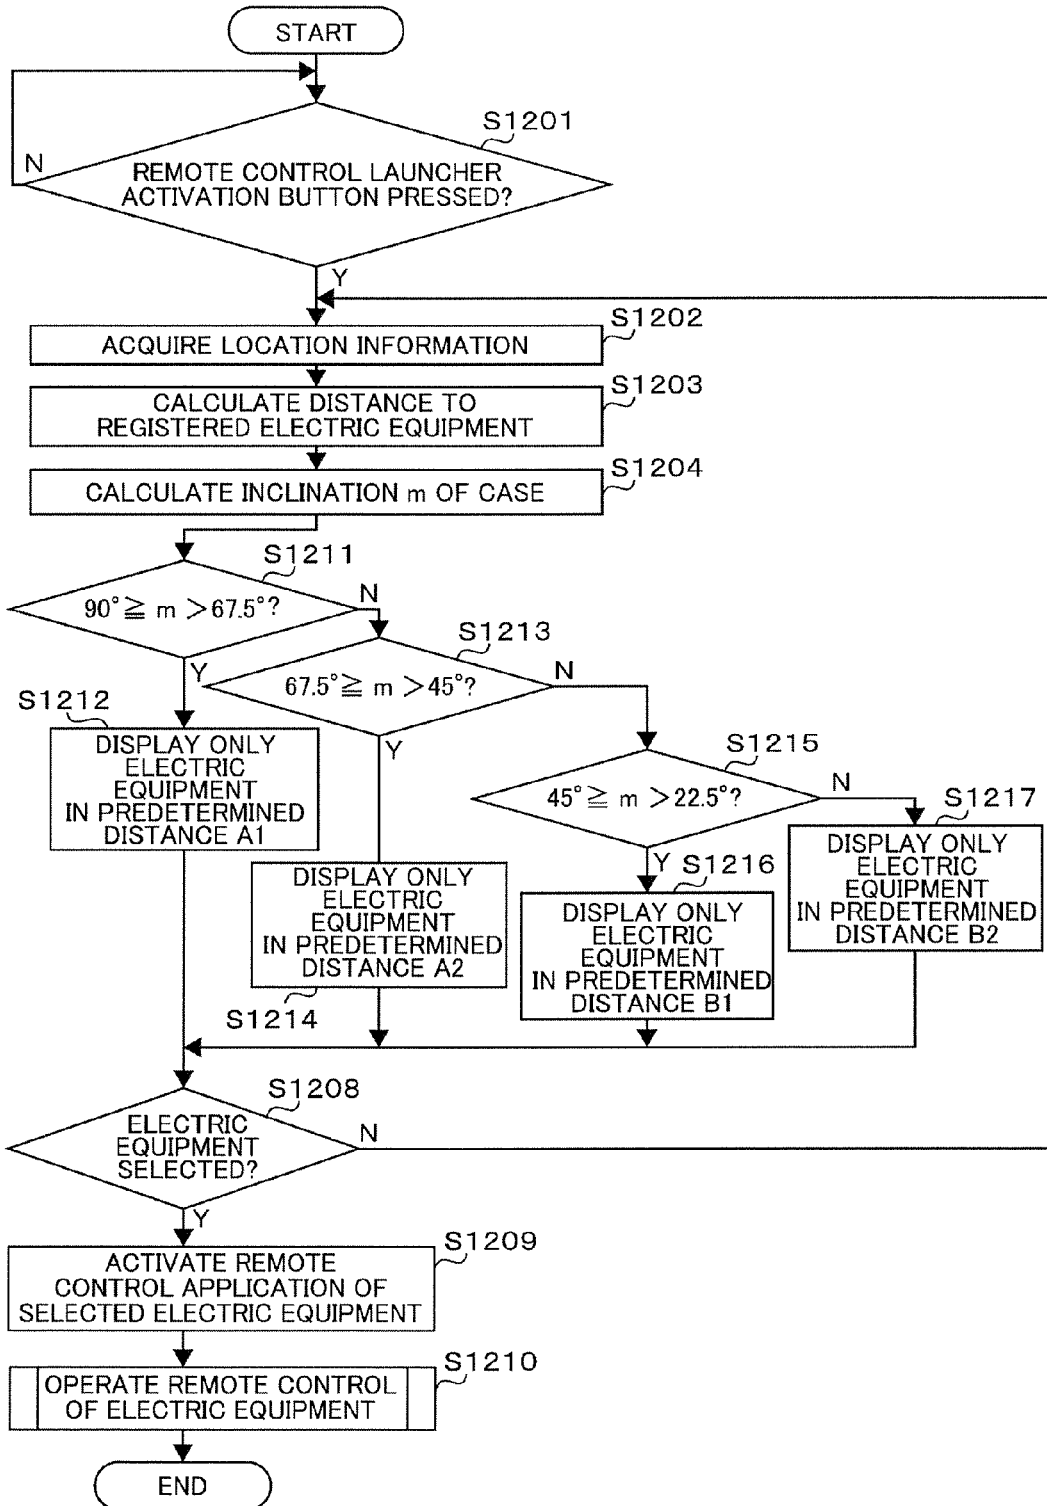 START
S1201
N
REMOTE CONTROL LAUNCHER
ACTIVATION BUTTON PRESSED?
Y
S1202
ACQUIRE LOCATION INFORMATION
S1203
CALCULATE DISTANCE TO
REGISTERED ELECTRIC EQUIPMENT
S1204
CALCULATE INCLINATION m OF CASE
S1211
90°≧ m >67.5°?
N
Y
S1213
67.5°≧ m >45°?
N
Y
S1212
DISPLAY ONLY
ELECTRIC
EQUIPMENT
IN PREDETERMINED
DISTANCE A1
S1215
45°≧ m >22.5°?
N
Y
S1217
DISPLAY ONLY
ELECTRIC
EQUIPMENT
IN PREDETERMINED
DISTANCE B2
DISPLAY ONLY
ELECTRIC
EQUIPMENT
IN PREDETERMINED
DISTANCE A2
S1214
S1216
DISPLAY ONLY
ELECTRIC
EQUIPMENT
IN PREDETERMINED
DISTANCE B1
S1208
ELECTRIC
EQUIPMENT
SELECTED?
N
Y
S1209
ACTIVATE REMOTE
CONTROL APPLICATION OF
SELECTED ELECTRIC EQUIPMENT
S1210
OPERATE REMOTE CONTROL
OF ELECTRIC EQUIPMENT
END